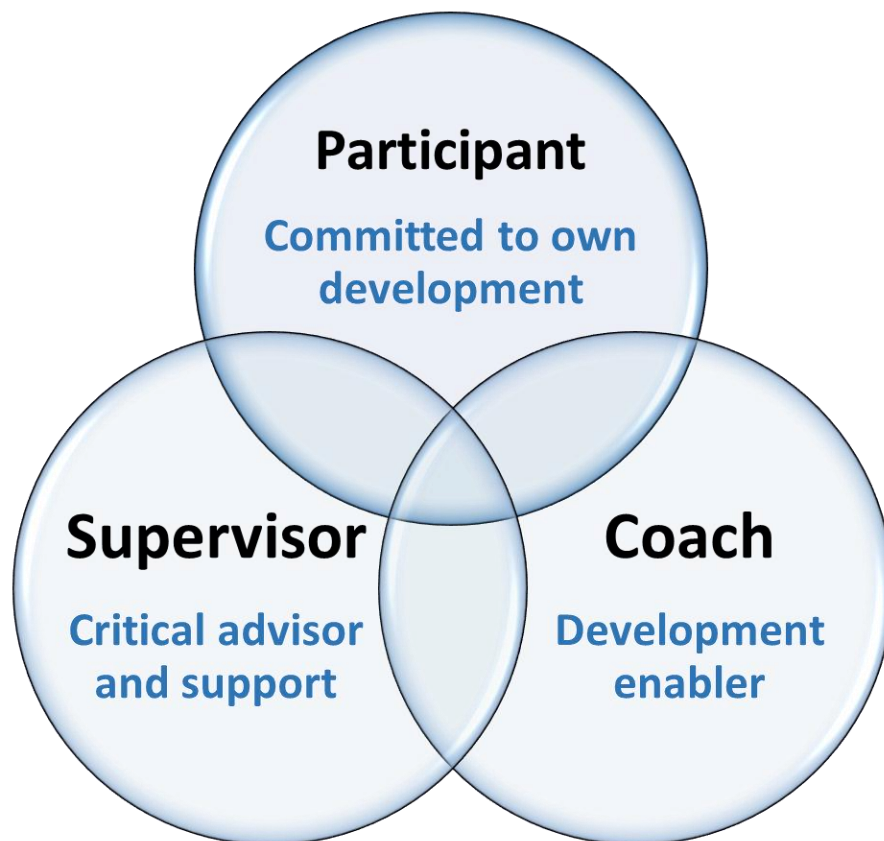 Participant
Committed to own
development
Supervisor
Critical advisor
and support
Coach
Development
enabler